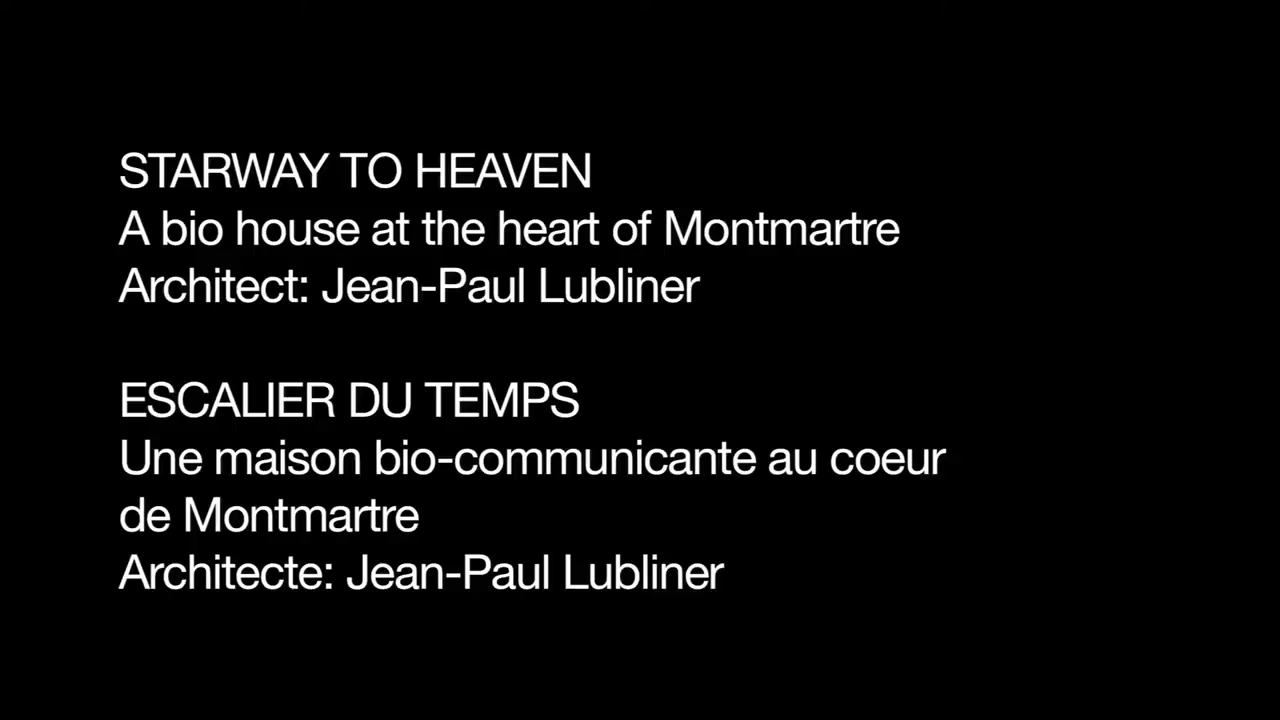 STARWAY TO HEAVEN
A bio house at the heart of Montmartre
Architect: Jean-Paul Lubliner
ESCALIER DU TEMPS
Une maison bio-communicante au coeur
de Montmartre
Architecte: Jean-Paul Lubliner